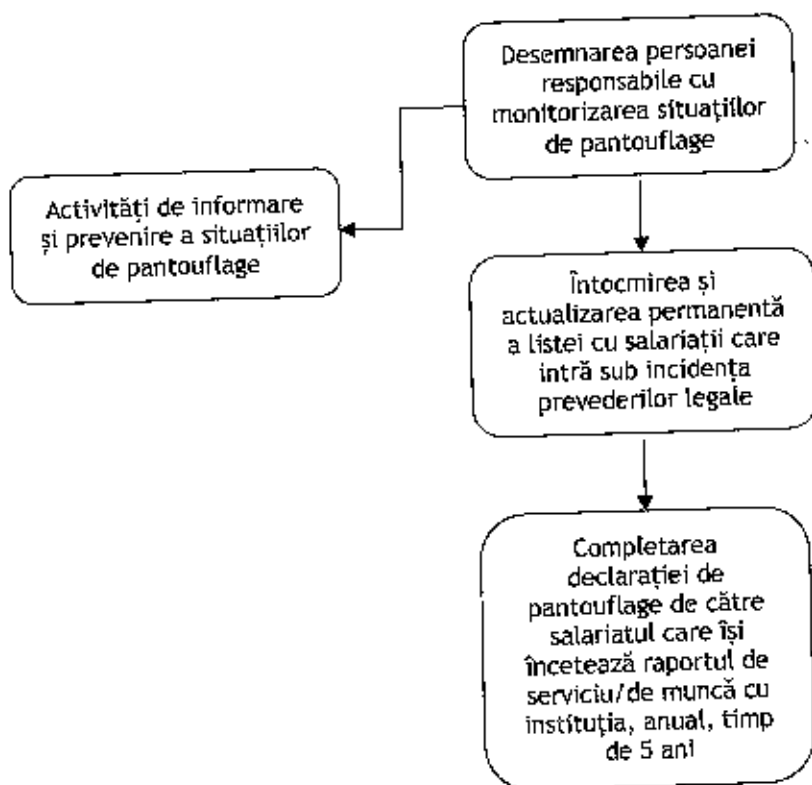 Desemnarea persoanei
responsabile cu
monitorizarea situațiilor
de pantouflage
Activități de informare
și prevenire a situațiilor
de pantouflage
Întocmirea și
actualizarea permanentă
a listei cu salariații care
intră sub incidența
prevederilor legale
Completarea
declarației de
pantouflage de către
salariatul care își
încetează raportul de
serviciu/de muncă cu
instituția, anual, timp
de 5 ani